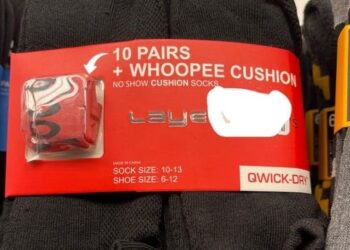 10 PAIRS
+ WHOOPEE CUSHION
NO SHOW CUSHION SOCKS
MADE IN CHINA
SOCK SIZE: 10-13
SHOE SIZE: 6-12
QWICK-DRY